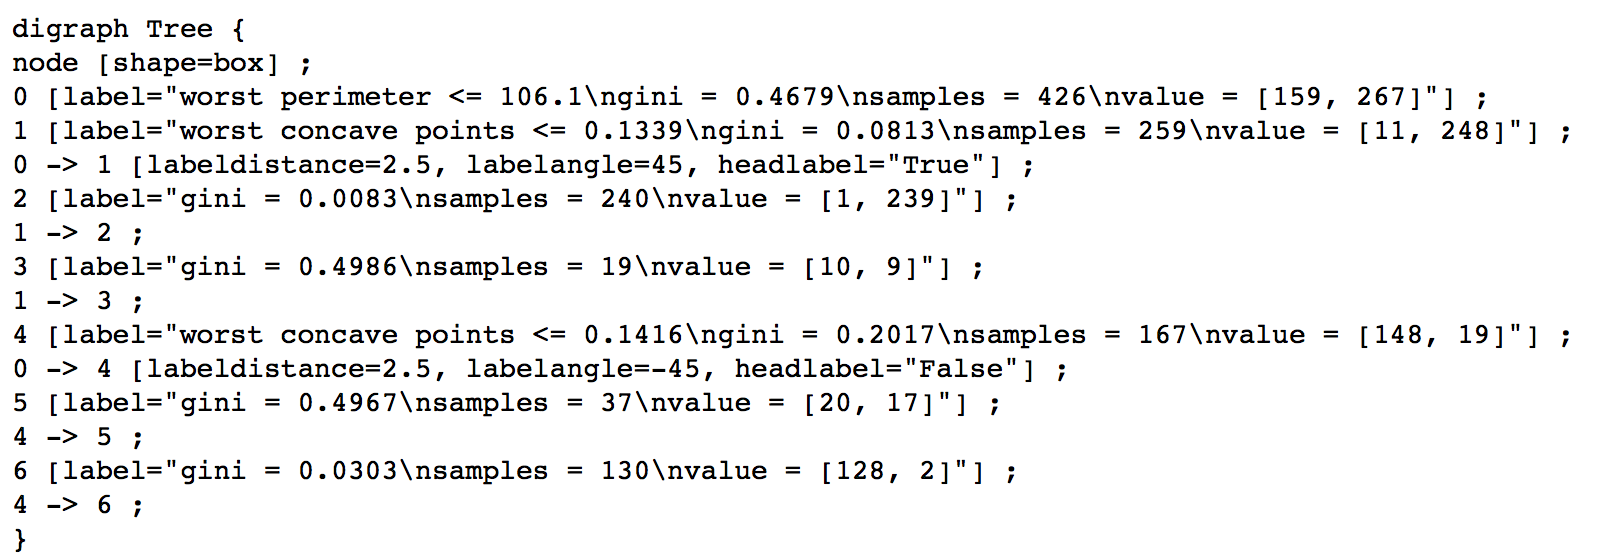 digraph Tree {
node [shape=box] ;
0 [label="worst perimeter <= 106.1\ngini = 0.4679\nsamples = 426\nvalue = [159, 267]"] ;
1 [label="worst concave points <= 0.1339\ngini = 0.0813\nsamples = 259\nvalue = [11, 248]"] ;
0 -> 1 [labeldistance=2.5, labelangle=45, headlabel="True"] ;
2 [label="gini = 0.0083\nsamples = 240\nvalue = [1, 239]"] ;
1 -> 2 ;
3 [label="gini = 0.4986\nsamples = 19\nvalue = [10, 9]"] ;
1 -> 3 ;
4 [label="worst concave points <= 0.1416\ngini = 0.2017\nsamples = 167\nvalue = [148, 19]"] ;
0 -> 4 [labeldistance=2.5, labelangle=-45, headlabel="False"] ;
5 [label="gini = 0.4967\nsamples = 37\nvalue = [20, 17]"] ;
4 -> 5 ;
6 [label="gini = 0.0303\nsamples = 130\nvalue = [128, 2]"] ;
4 -> 6 ;
}